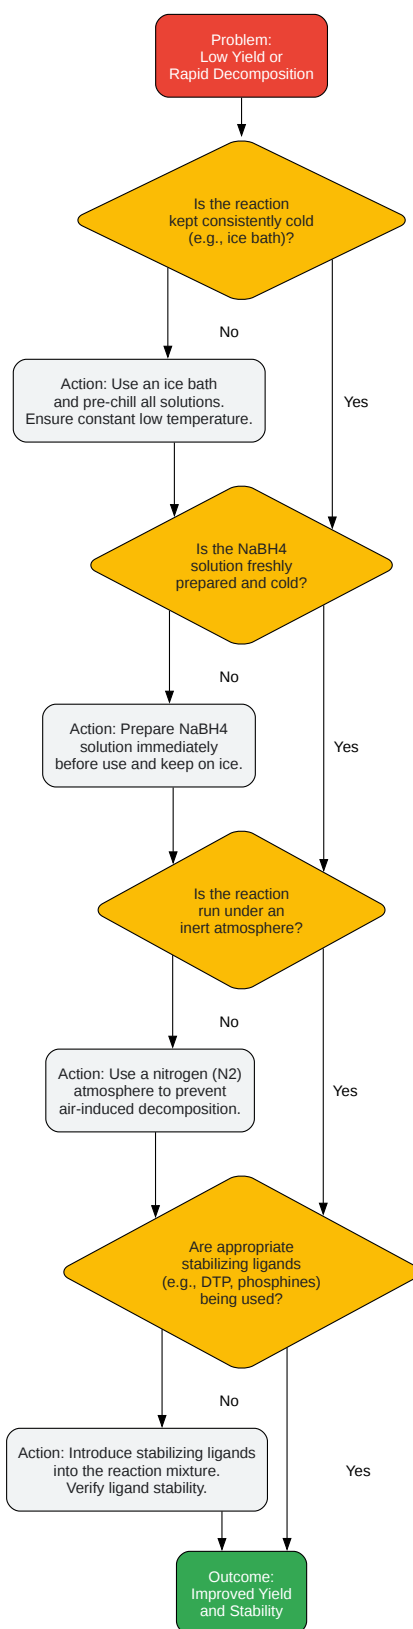 Problem:
Low Yield or
Rapid Decomposition
Is the reaction
kept consistently cold
(e.g., ice bath)?
No
Action: Use an ice bath
and pre-chill all solutions.
Ensure constant low temperature.
Yes
Is the NaBH4
solution freshly
prepared and cold?
No
Action: Prepare NaBH4
solution immediately
before use and keep on ice.
Yes
Is the reaction
run under an
inert atmosphere?
No
Action: Use a nitrogen (N2)
atmosphere to prevent
air-induced decomposition.
Yes
Are appropriate
stabilizing ligands
(e.g., DTP, phosphines)
being used?
No
Action: Introduce stabilizing ligands
into the reaction mixture.
Verify ligand stability.
Yes
Outcome:
Improved Yield
and Stability